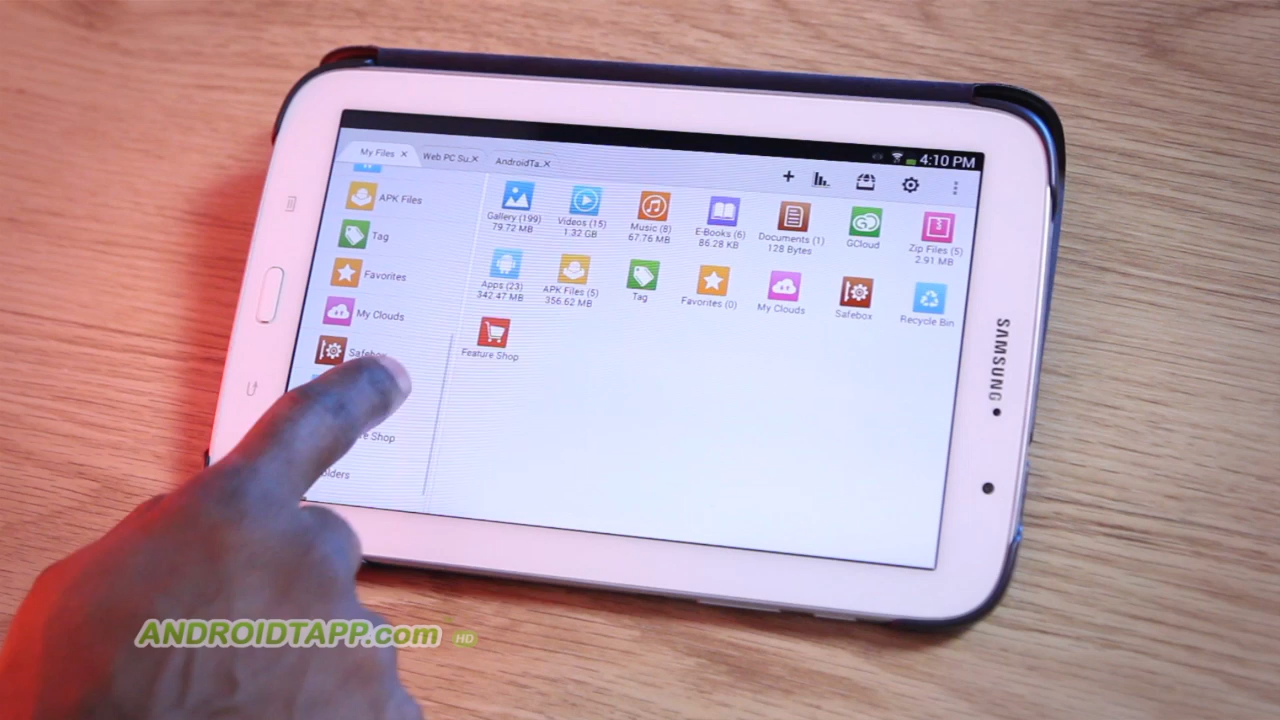 4:10 PM
My Files ×
Web PC Su.. ×
AndroidTa.. ×
APK Files
Tag
Favorites
My Clouds
Safebox
re Shop
olders
Gallery (199)
79.72 MB
Videos (15)
1.32 GB
Music (8)
67.76 MB
E-Books (6)
86.28 KB
Documents (1)
128 Bytes
GCloud
Zip Files (5)
2.91 MB
Apps (23)
342.47 MB
APK Files (5)
356.62 MB
Tag
Favorites (0)
My Clouds
Safebox
Recycle Bin
Feature Shop
SAMSUNG
ANDROIDTAPP.com HD